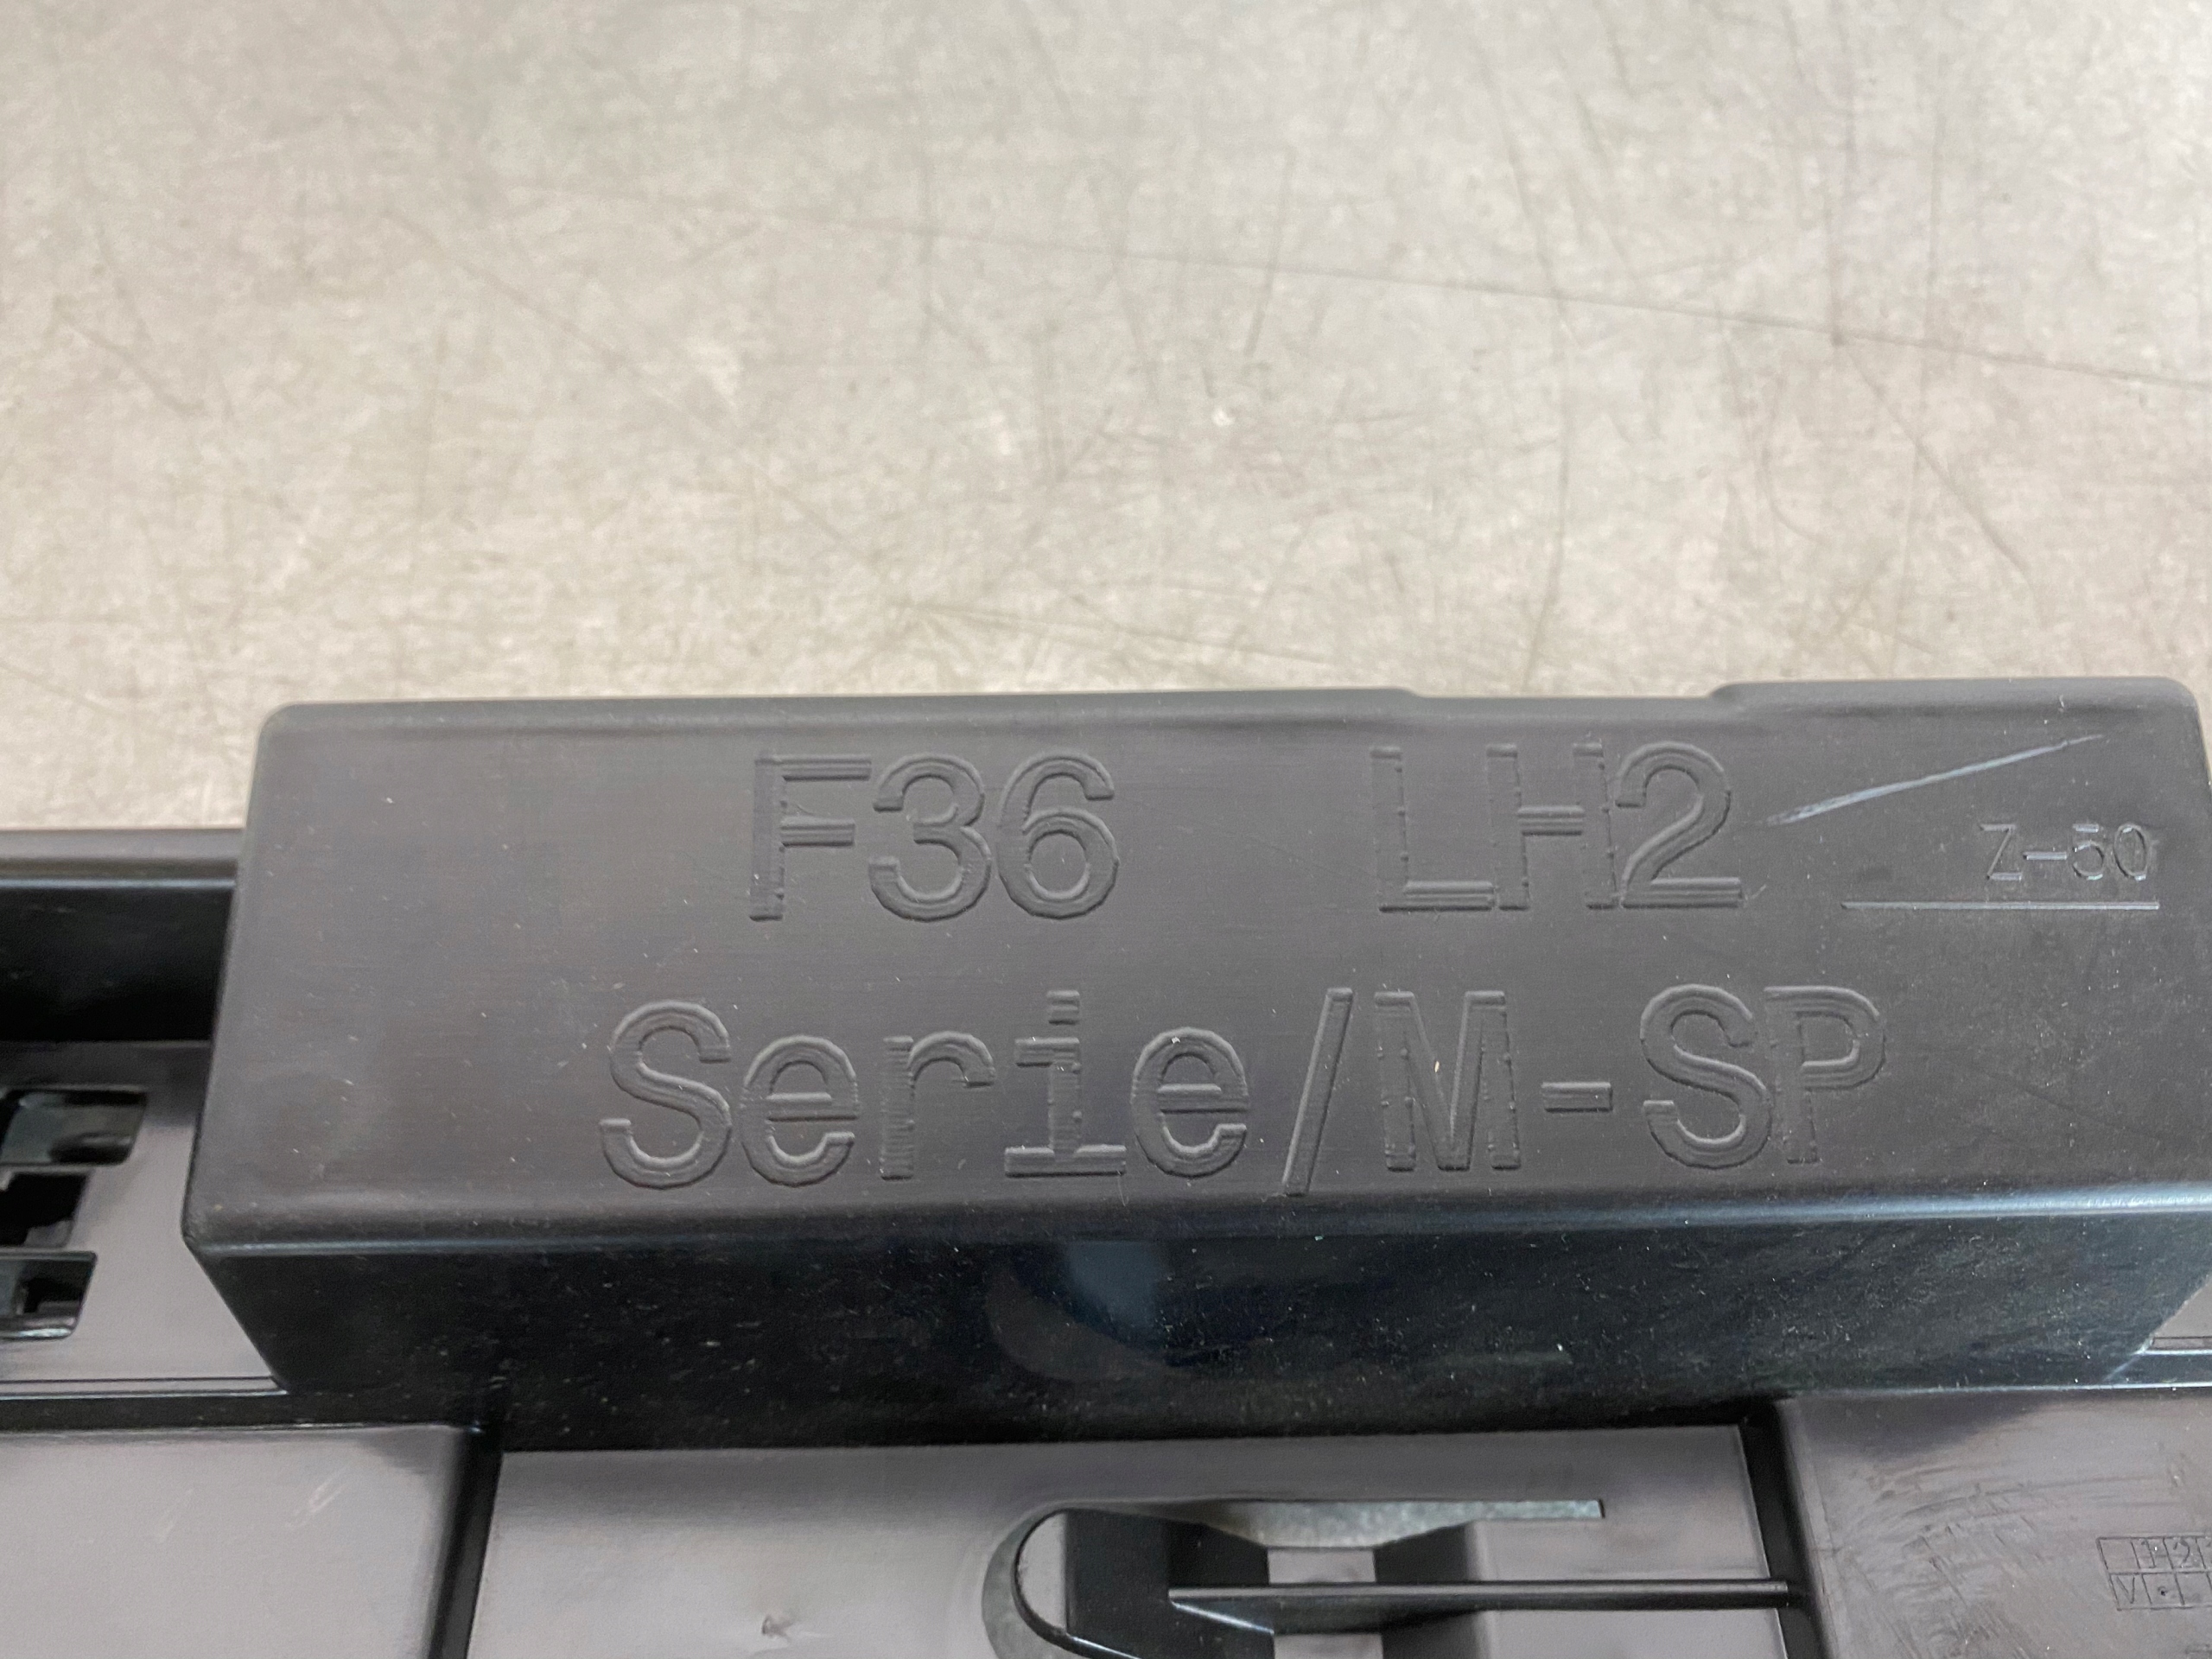 F36 LH2
Z-50
Serie/M-SP